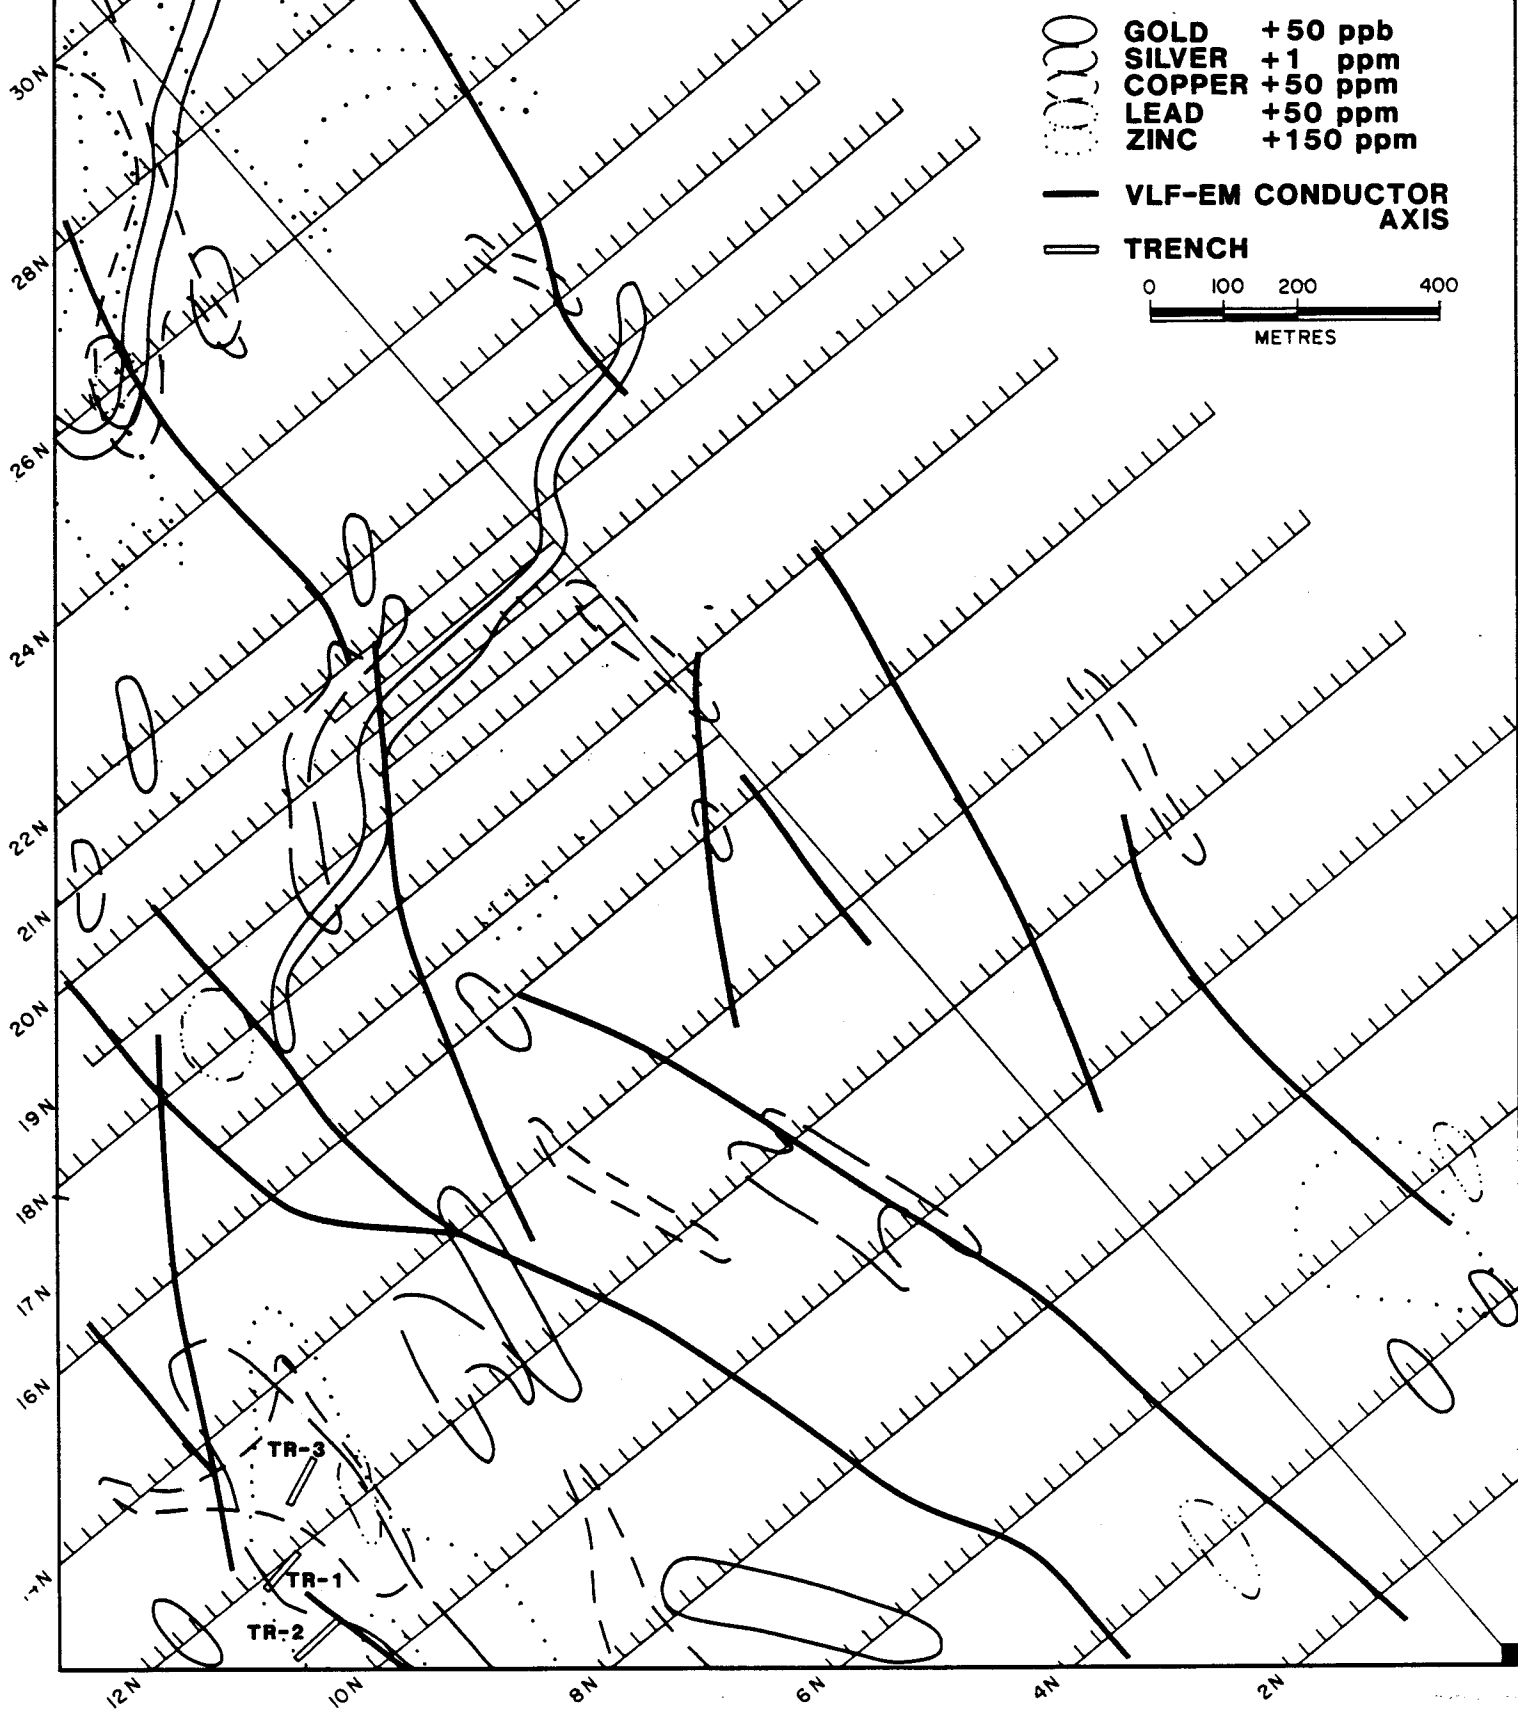 GOLD +50 ppb
SILVER +1 ppm
COPPER +50 ppm
LEAD +50 ppm
ZINC +150 ppm
VLF-EM CONDUCTOR
AXIS
TRENCH
0 100 200 400
METRES
30N
28N
26N
24N
22N
21N
20N
19N
18N
17N
16N
TR-3
TR-1
TR-2
12N 10N 8N 6N 4N 2N